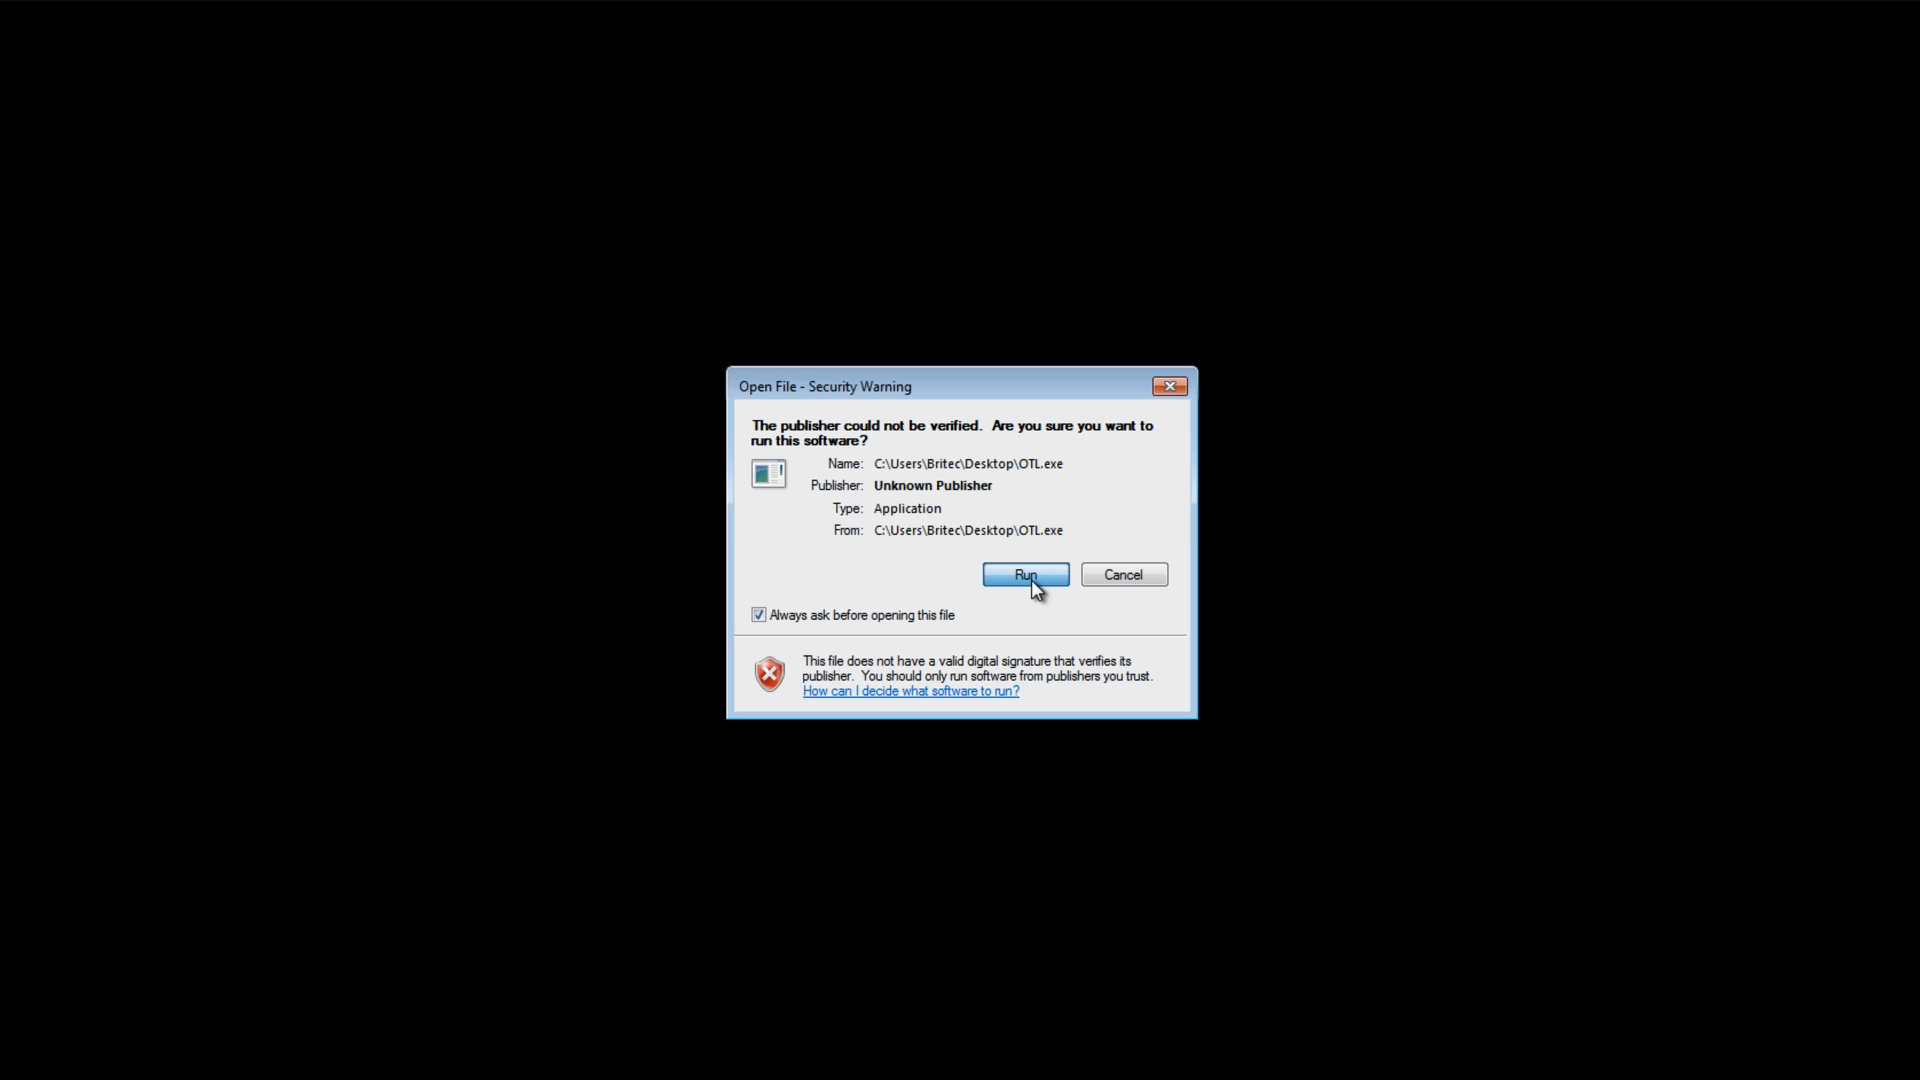 Open File - Security Warning
The publisher could not be verified.  Are you sure you want to
run this software?
Name: C:\Users\Britec\Desktop\OTL.exe
Publisher: Unknown Publisher
Type: Application
From: C:\Users\Britec\Desktop\OTL.exe
Run Cancel
Always ask before opening this file
This file does not have a valid digital signature that verifies its
publisher.  You should only run software from publishers you trust.
How can I decide what software to run?